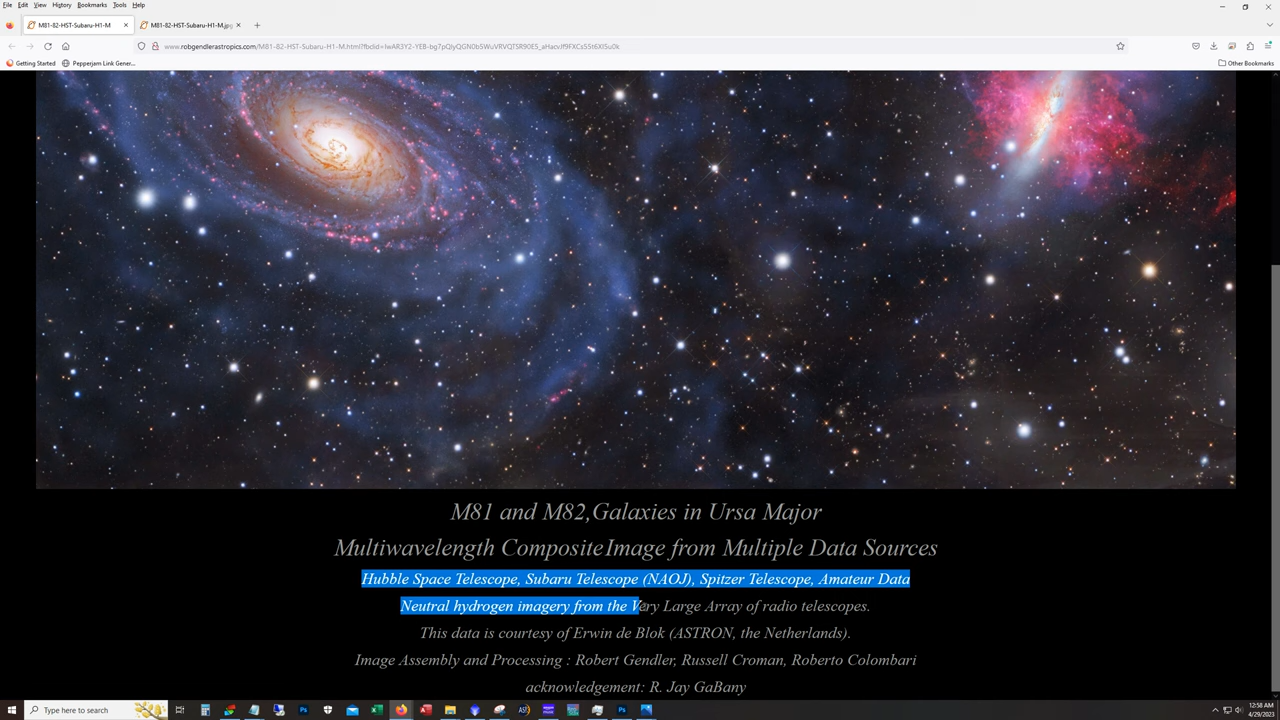 File Edit View History Bookmarks Tools Help
M81-82-HST-Subaru-H1-M
M81-82-HST-Subaru-H1-M.jpg
Getting Started Pepperjam Link Gener... Other Bookmarks
M81 and M82,Galaxies in Ursa Major
Multiwavelength Composite Image from Multiple Data Sources
Hubble Space Telescope, Subaru Telescope (NAOJ), Spitzer Telescope, Amateur Data
Neutral hydrogen imagery from the Very Large Array of radio telescopes.
This data is courtesy of Erwin de Blok (ASTRON, the Netherlands).
Image Assembly and Processing : Robert Gendler, Russell Croman, Roberto Colombari
acknowledgement: R. Jay GaBany
Type here to search
12:58 AM
4/29/2023